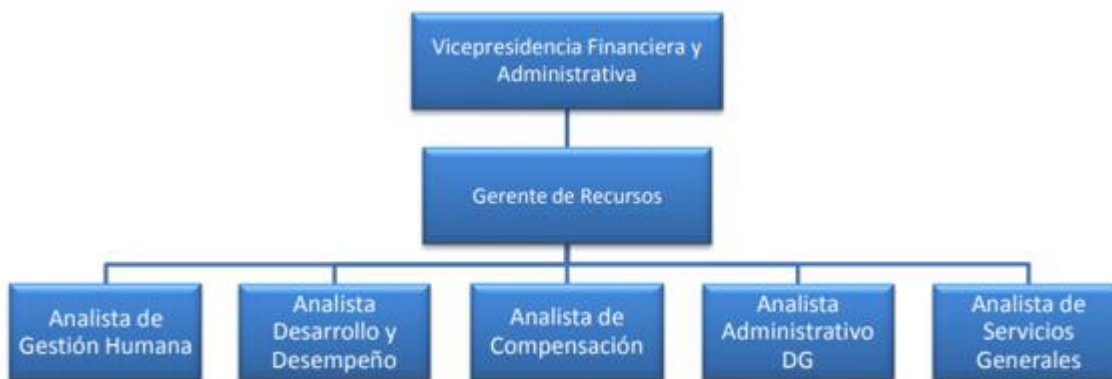 Vicepresidencia Financiera y
Administrativa
Gerente de Recursos
Analista de
Gestión Humana
Analista
Desarrollo y
Desempeño
Analista de
Compensación
Analista
Administrativo
DG
Analista de
Servicios
Generales